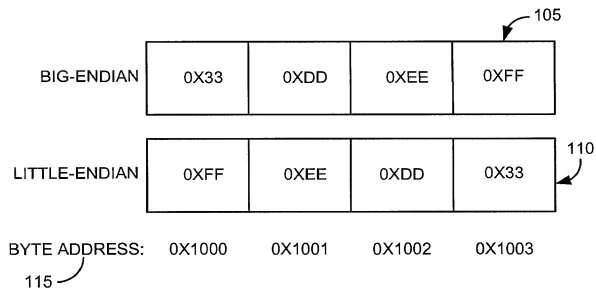 105
BIG-ENDIAN 0X33 0XDD 0XEE 0XFF
110
LITTLE-ENDIAN 0XFF 0XEE 0XDD 0X33
BYTE ADDRESS: 0X1000 0X1001 0X1002 0X1003
115